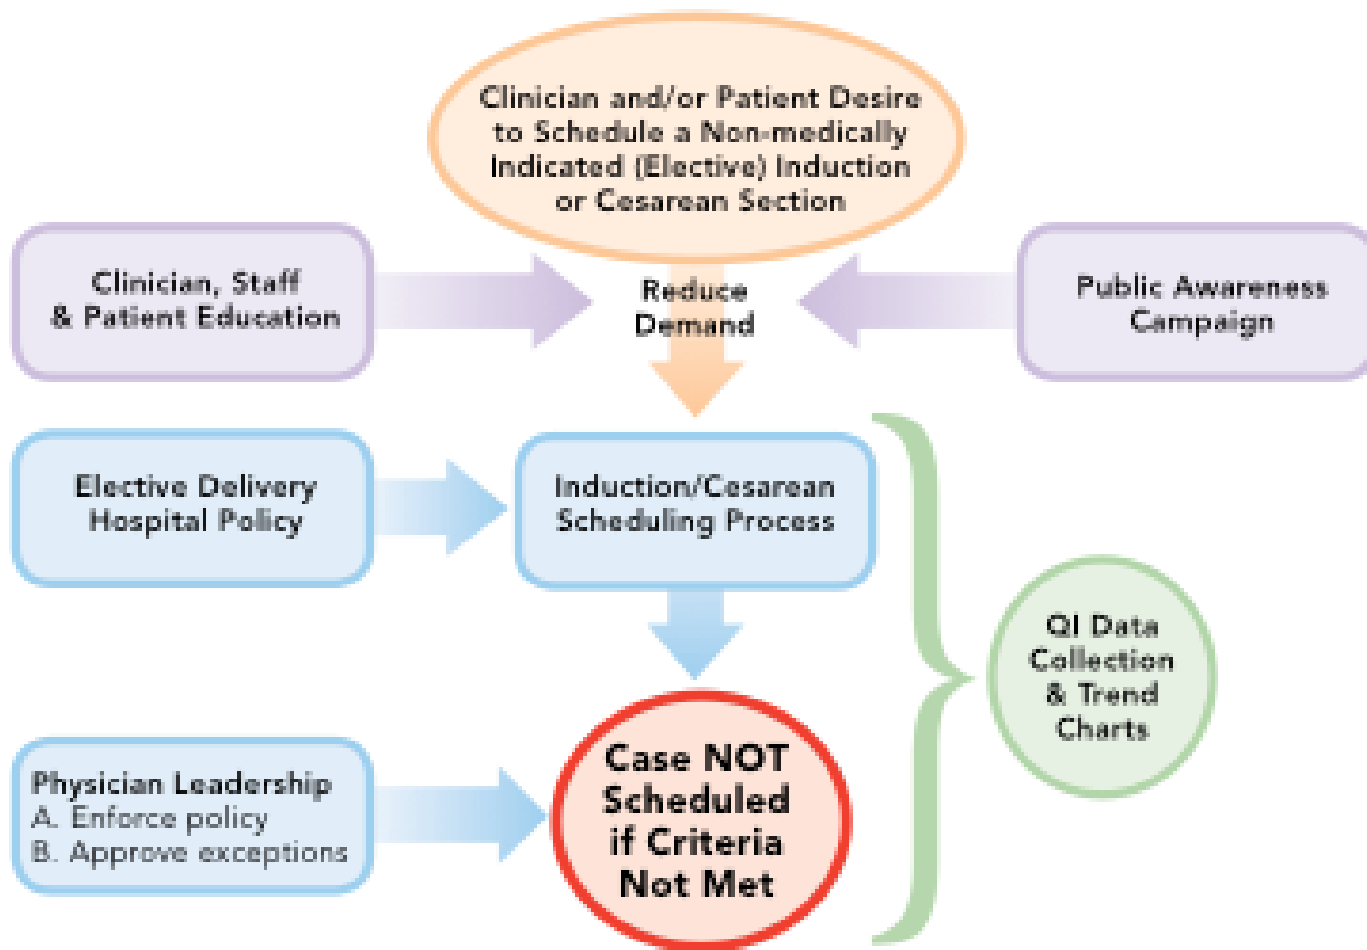 Clinician and/or Patient Desire
to Schedule a Non-medically
Indicated (Elective) Induction
or Cesarean Section
Clinician, Staff
& Patient Education
Reduce
Demand
Public Awareness
Campaign
Elective Delivery
Hospital Policy
Induction/Cesarean
Scheduling Process
QI Data
Collection
& Trend
Charts
Physician Leadership
A. Enforce policy
B. Approve exceptions
Case NOT
Scheduled
if Criteria
Not Met